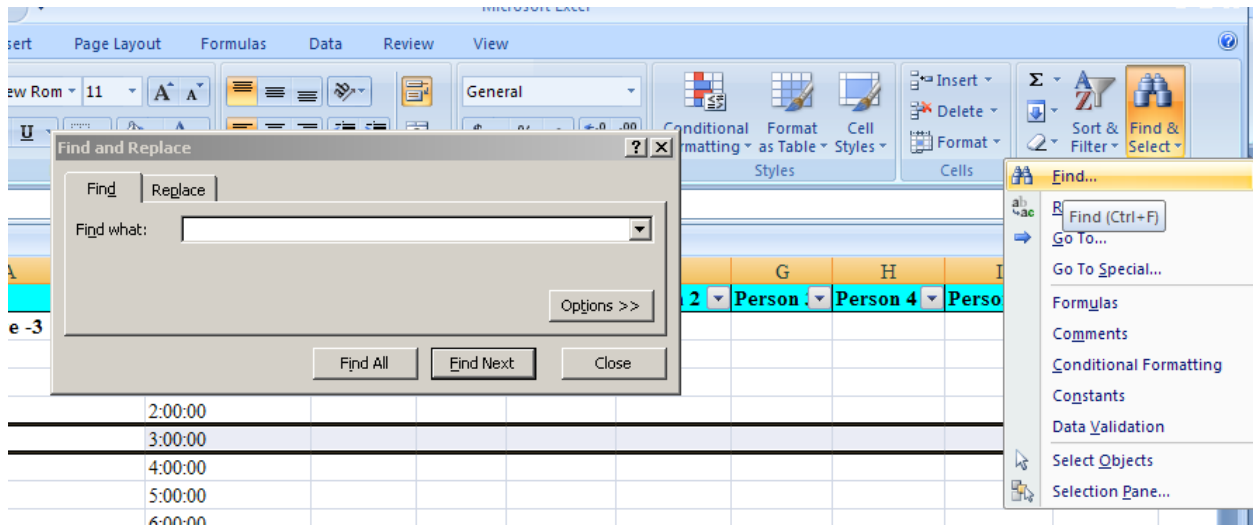 Microsoft Excel
sert Page Layout Formulas Data Review View
ew Rom 11 A A General Insert Σ
Delete
Conditional Format Cell Format Sort & Find &
rmatting as Table Styles Filter Select
Styles Cells
U
Find and Replace ? X
Find Replace
Find what:
Options >>
Find All Find Next Close
Find...
R Find (Ctrl+F)
Go To...
Go To Special...
Formulas
Comments
Conditional Formatting
Constants
Data Validation
Select Objects
Selection Pane...
A G H I
2 Person Person 4 Perso
e -3
2:00:00
3:00:00
4:00:00
5:00:00
6:00:00